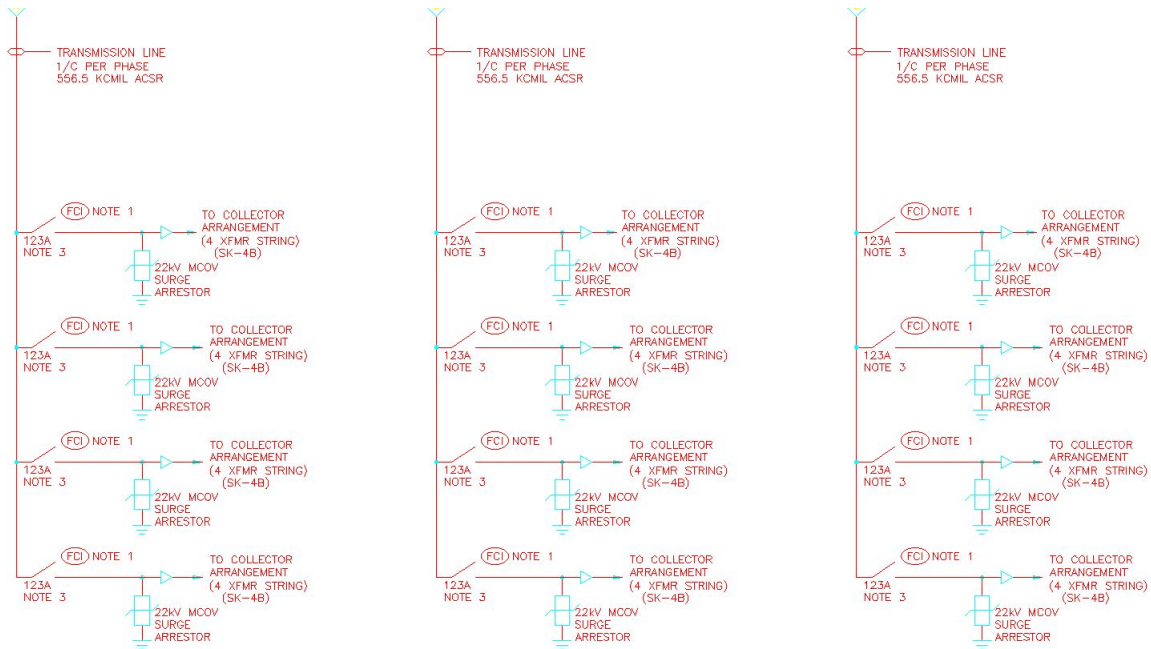 TRANSMISSION LINE
1/C PER PHASE
556.5 KCMIL ACSR
FCI NOTE 1
123A
NOTE 3
TO COLLECTOR
ARRANGEMENT
(4 XFMR STRING)
(SK-4B)
22kV MCOV
SURGE
ARRESTOR
FCI NOTE 1
123A
NOTE 3
TO COLLECTOR
ARRANGEMENT
(4 XFMR STRING)
(SK-4B)
22kV MCOV
SURGE
ARRESTOR
FCI NOTE 1
123A
NOTE 3
TO COLLECTOR
ARRANGEMENT
(4 XFMR STRING)
(SK-4B)
22kV MCOV
SURGE
ARRESTOR
FCI NOTE 1
123A
NOTE 3
TO COLLECTOR
ARRANGEMENT
(4 XFMR STRING)
(SK-4B)
22kV MCOV
SURGE
ARRESTOR
TRANSMISSION LINE
1/C PER PHASE
556.5 KCMIL ACSR
FCI NOTE 1
123A
NOTE 3
TO COLLECTOR
ARRANGEMENT
(4 XFMR STRING)
(SK-4B)
22kV MCOV
SURGE
ARRESTOR
FCI NOTE 1
123A
NOTE 3
TO COLLECTOR
ARRANGEMENT
(4 XFMR STRING)
(SK-4B)
22kV MCOV
SURGE
ARRESTOR
FCI NOTE 1
123A
NOTE 3
TO COLLECTOR
ARRANGEMENT
(4 XFMR STRING)
(SK-4B)
22kV MCOV
SURGE
ARRESTOR
FCI NOTE 1
123A
NOTE 3
TO COLLECTOR
ARRANGEMENT
(4 XFMR STRING)
(SK-4B)
22kV MCOV
SURGE
ARRESTOR
TRANSMISSION LINE
1/C PER PHASE
556.5 KCMIL ACSR
FCI NOTE 1
123A
NOTE 3
TO COLLECTOR
ARRANGEMENT
(4 XFMR STRING)
(SK-4B)
22kV MCOV
SURGE
ARRESTOR
FCI NOTE 1
123A
NOTE 3
TO COLLECTOR
ARRANGEMENT
(4 XFMR STRING)
(SK-4B)
22kV MCOV
SURGE
ARRESTOR
FCI NOTE 1
123A
NOTE 3
TO COLLECTOR
ARRANGEMENT
(4 XFMR STRING)
(SK-4B)
22kV MCOV
SURGE
ARRESTOR
FCI NOTE 1
123A
NOTE 3
TO COLLECTOR
ARRANGEMENT
(4 XFMR STRING)
(SK-4B)
22kV MCOV
SURGE
ARRESTOR